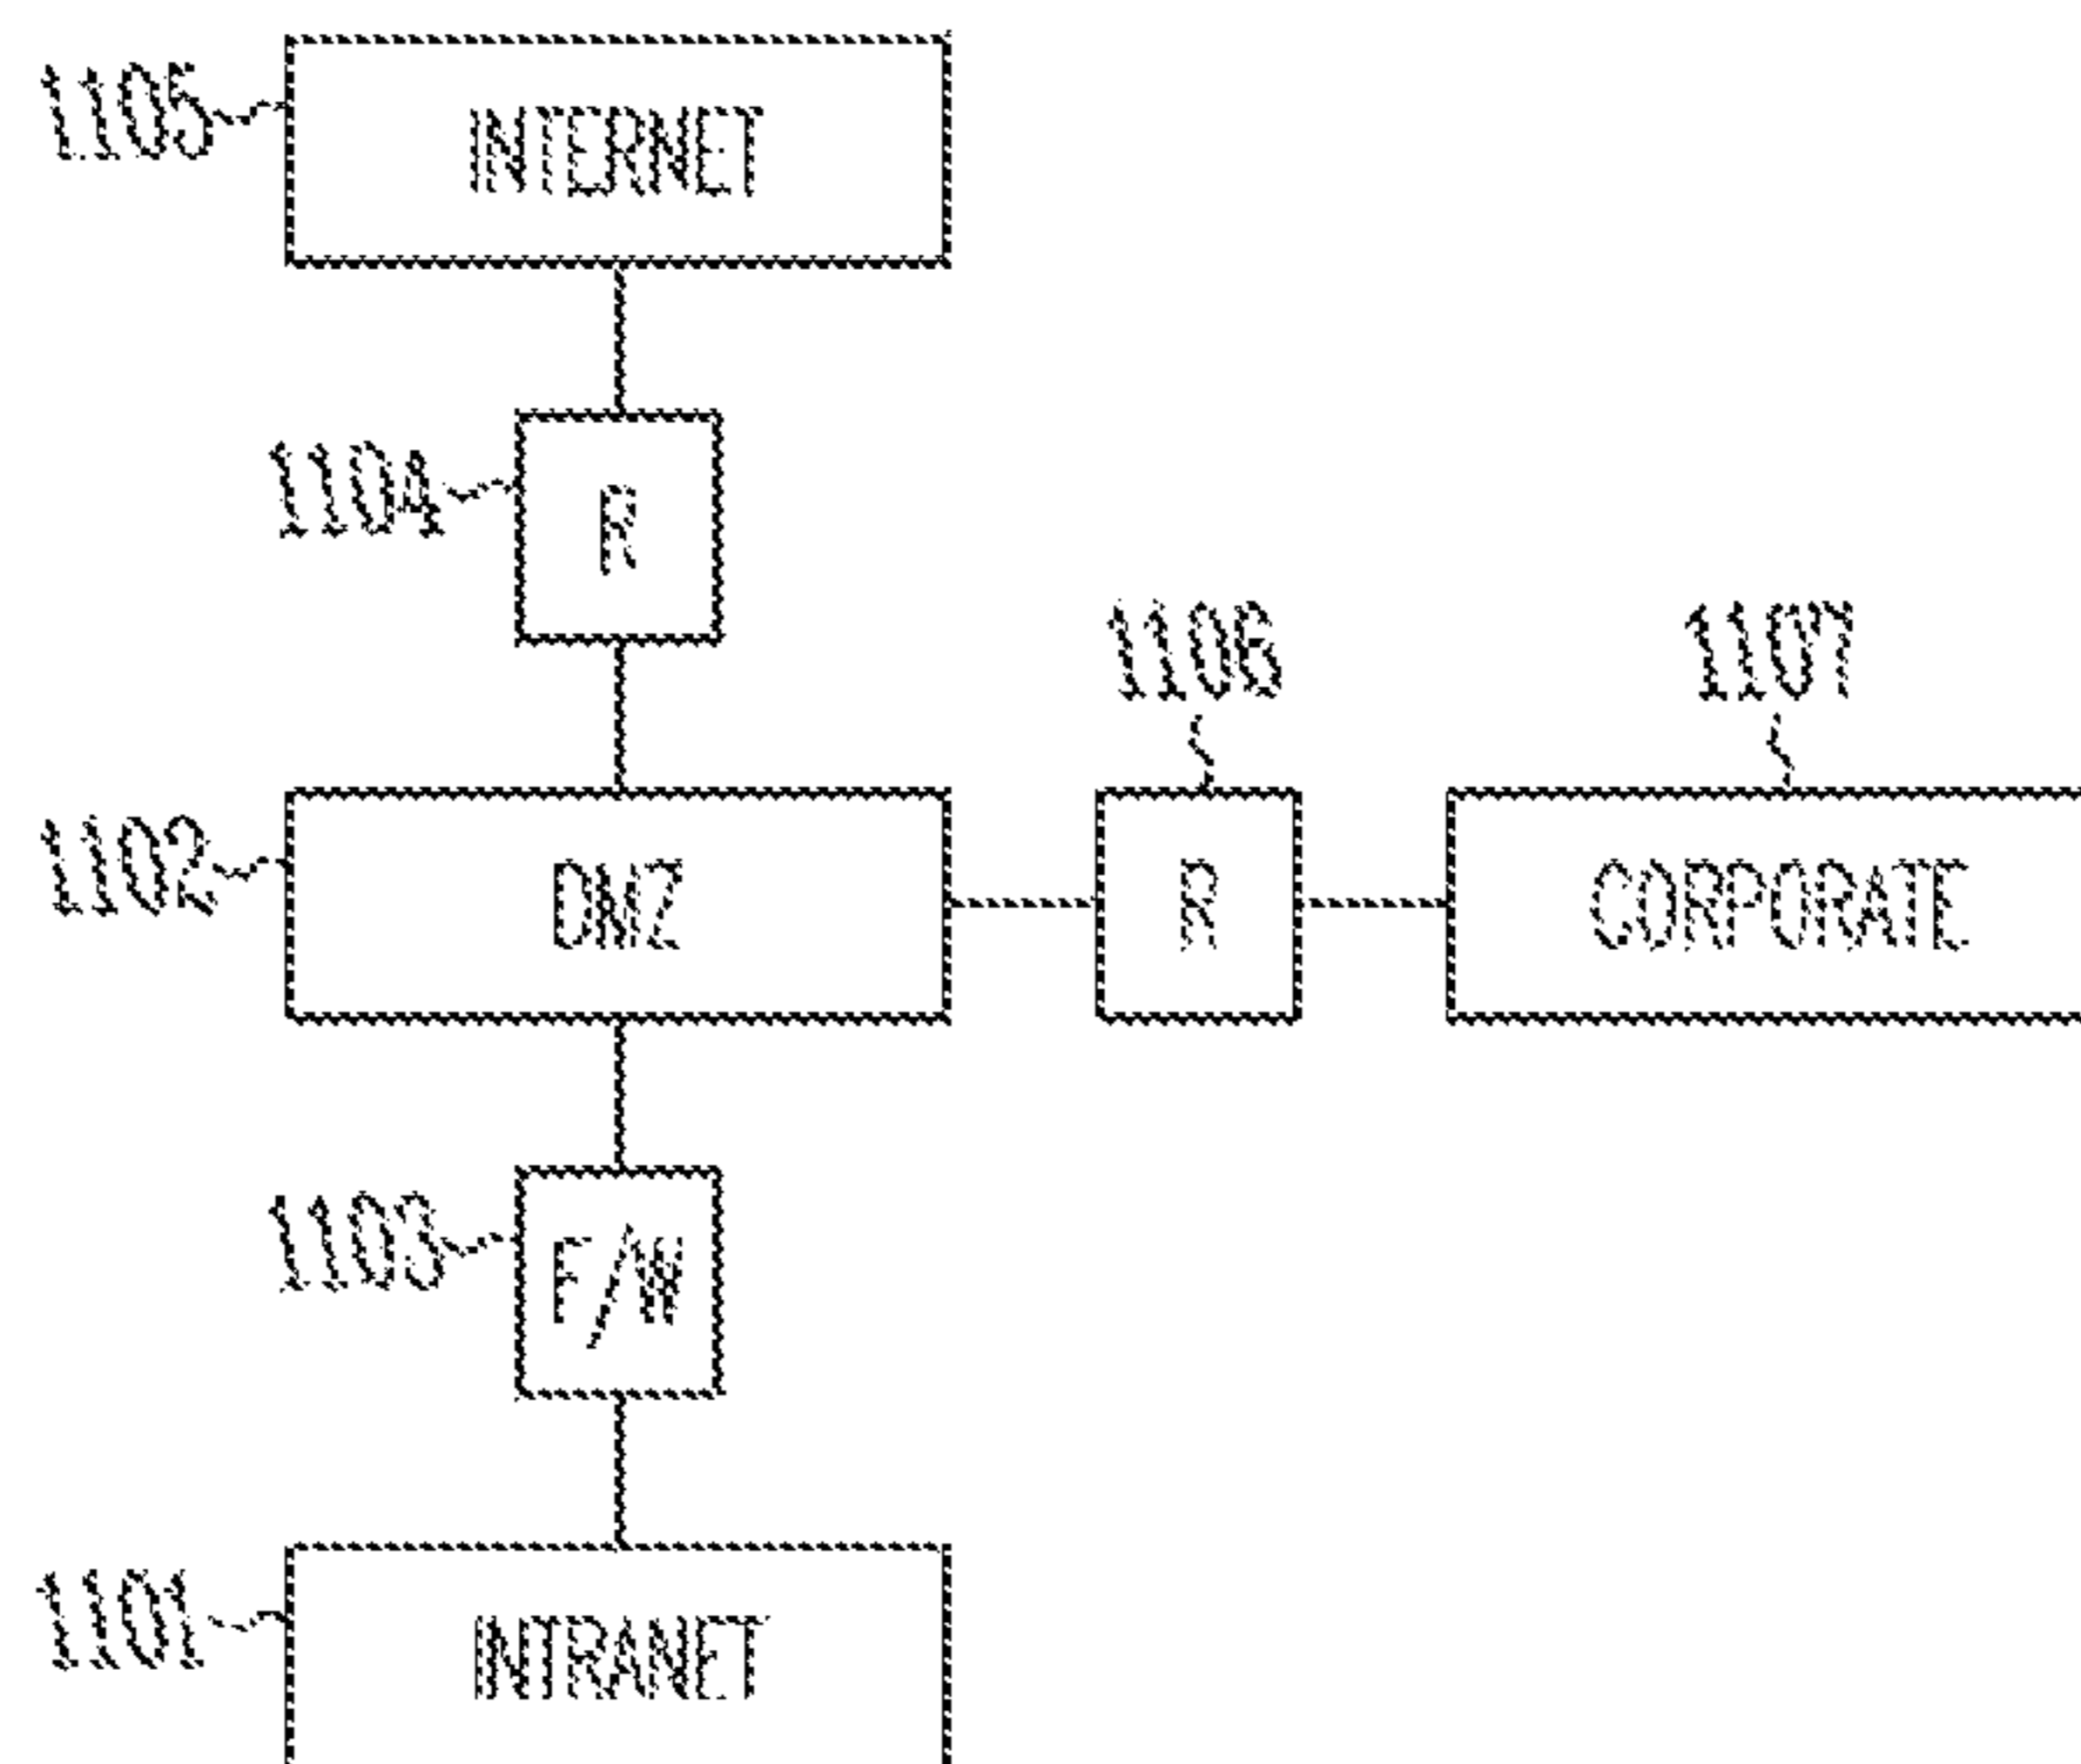 1105
INTERNET
1104
R
1106
1107
1102
DMZ
R
CORPORATE
1103
F/W
1101
INTRANET